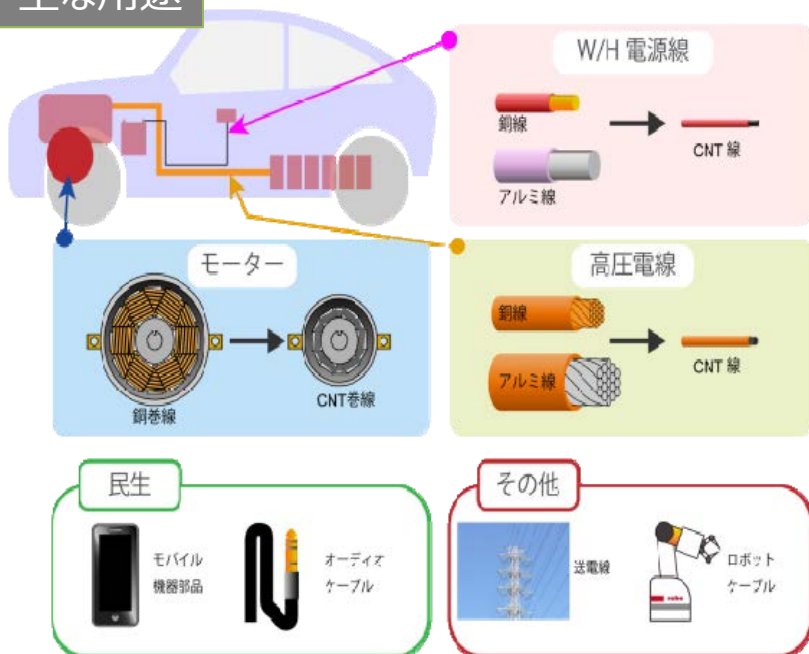 主な用途
W/H 電源線
銅線
CNT 線
アルミ線
モーター
銅巻線
CNT巻線
高圧電線
銅線
アルミ線
CNT 線
民生
モバイル
機器部品
オーディオ
ケーブル
その他
送電線
ロボット
ケーブル